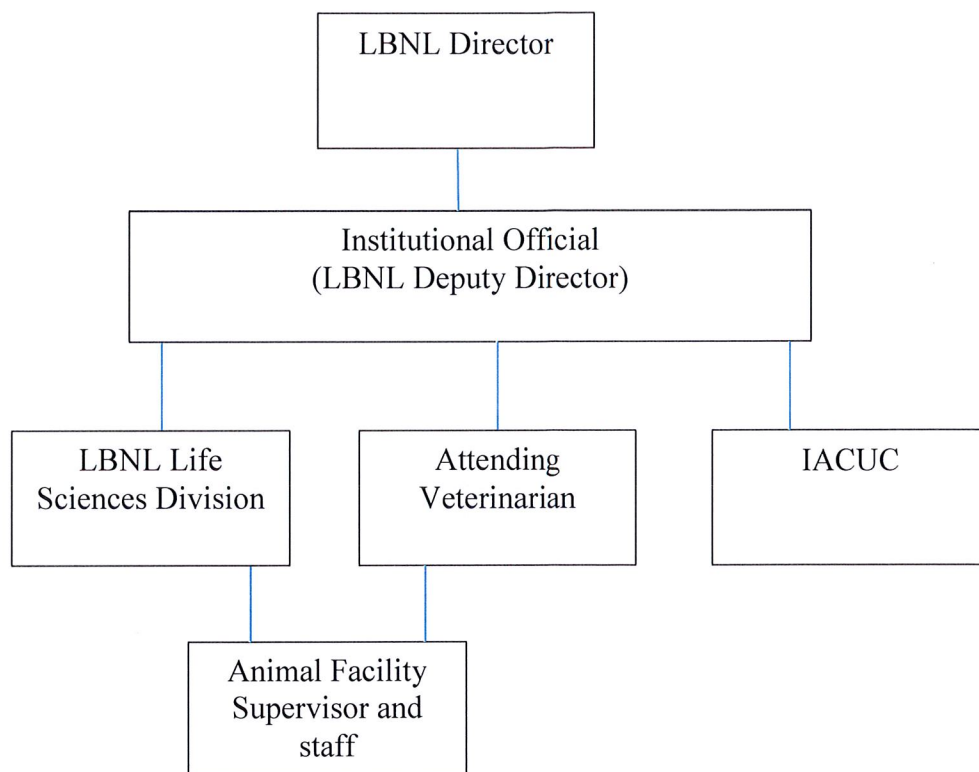 LBNL Director
Institutional Official
(LBNL Deputy Director)
LBNL Life
Sciences Division
Attending
Veterinarian
IACUC
Animal Facility
Supervisor and
staff